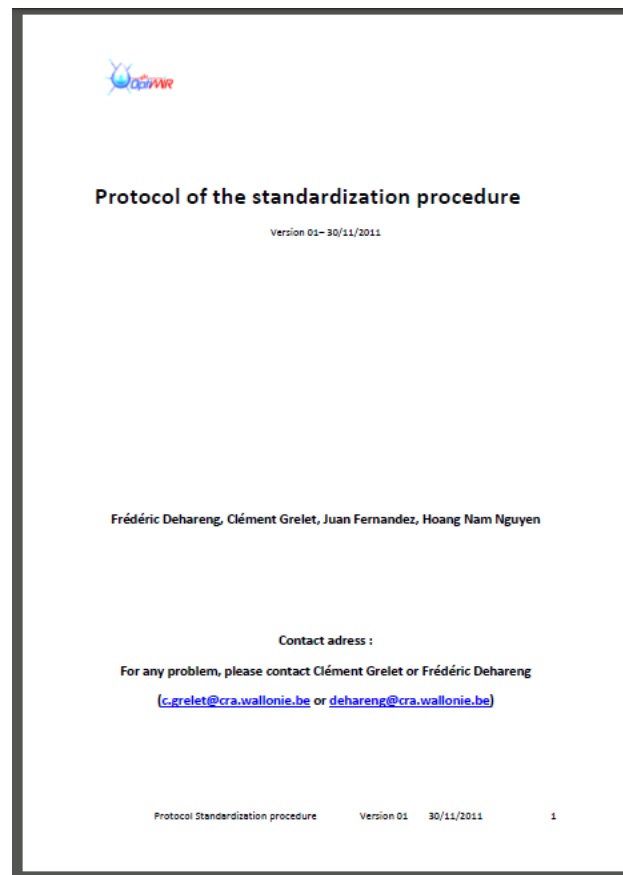 OptiMIR
Protocol of the standardization procedure
Version 01– 30/11/2011
Frédéric Dehareng, Clément Grelet, Juan Fernandez, Hoang Nam Nguyen
Contact adress :
For any problem, please contact Clément Grelet or Frédéric Dehareng
(c.grelet@cra.wallonie.be or dehareng@cra.wallonie.be)
Protocol Standardization procedure Version 01 30/11/2011 1